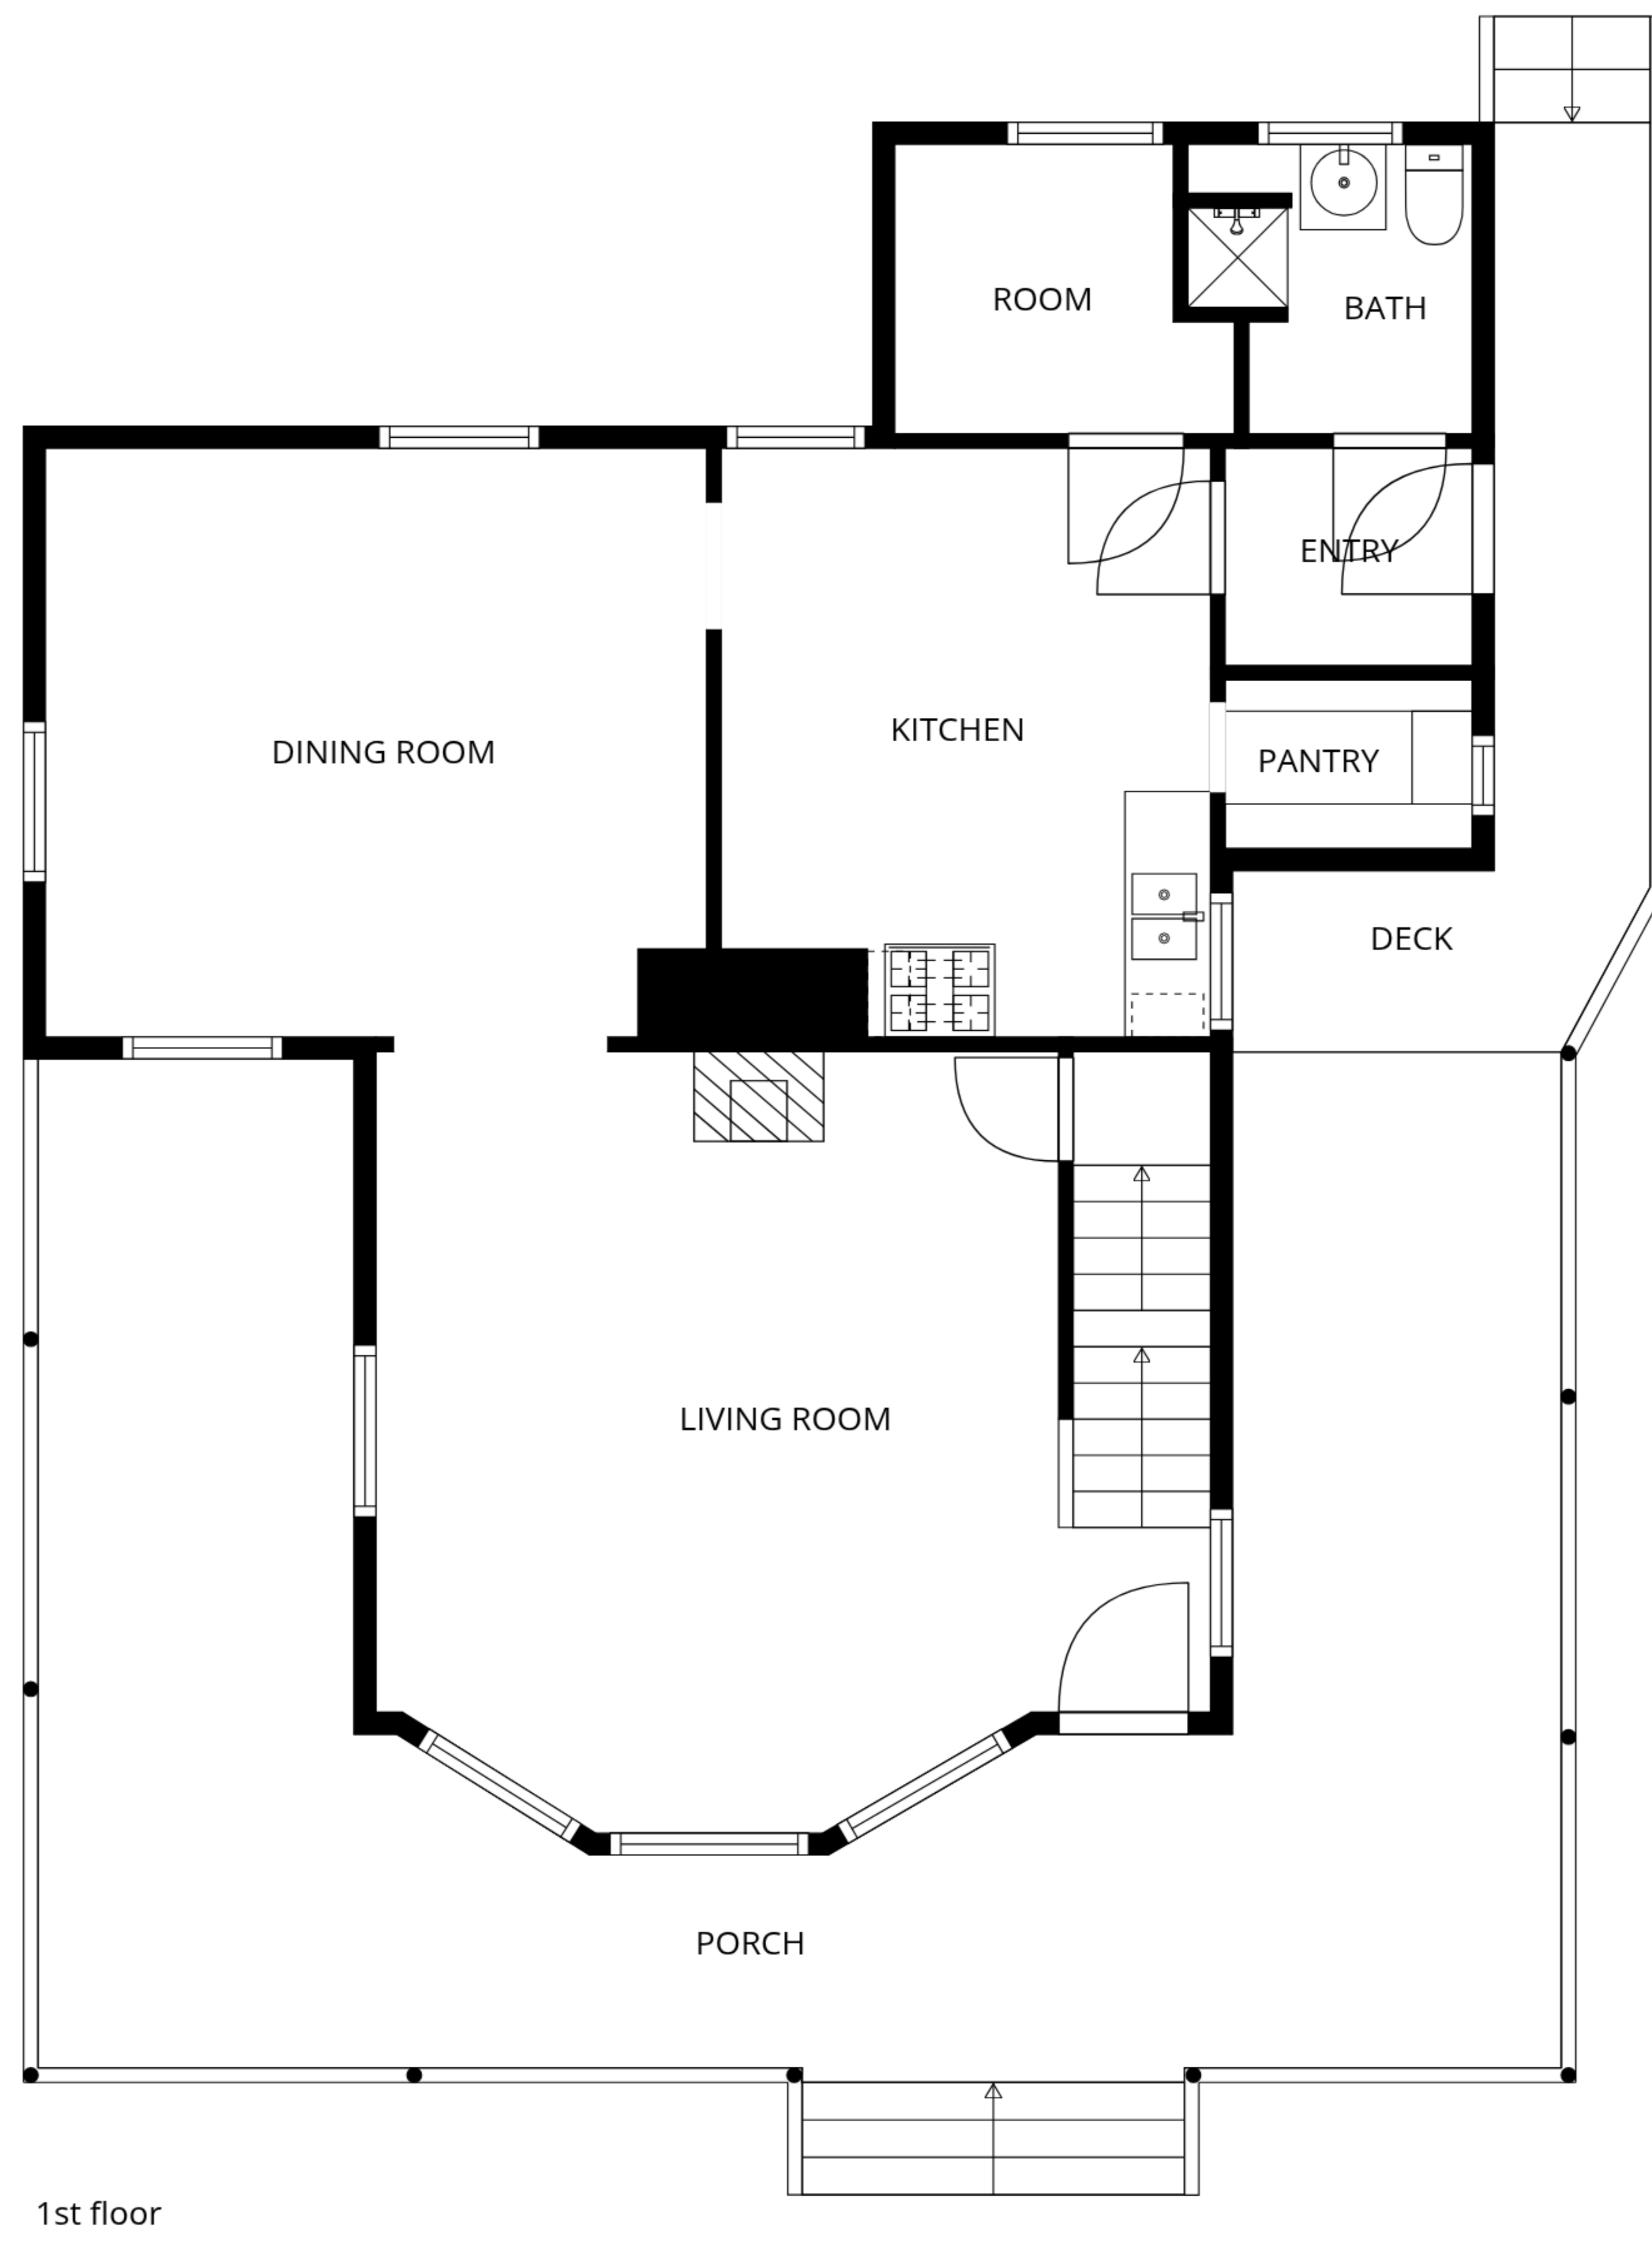 ROOM
BATH
ENTRY
DINING ROOM
KITCHEN
PANTRY
DECK
LIVING ROOM
PORCH
1st floor